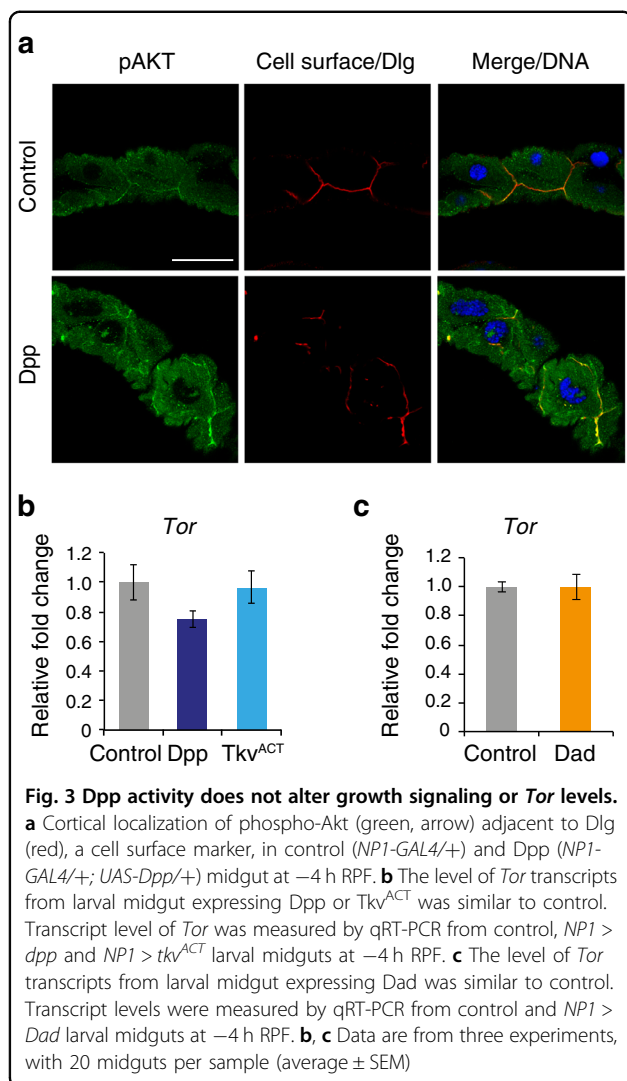 a
pAKT Cell surface/Dlg Merge/DNA
Control
Dpp
b
Tor
Relative fold change
1.2
1.0
0.8
0.6
0.4
0.2
0
Control Dpp Tkv^ACT
c
Tor
Relative fold change
1.2
1.0
0.8
0.6
0.4
0.2
0
Control Dad
Fig. 3 Dpp activity does not alter growth signaling or Tor levels.
a Cortical localization of phospho-Akt (green, arrow) adjacent to Dlg
(red), a cell surface marker, in control (NP1-GAL4/+) and Dpp (NP1-
GAL4/+; UAS-Dpp/+) midgut at −4 h RPF. b The level of Tor transcripts
from larval midgut expressing Dpp or Tkv^ACT was similar to control.
Transcript level of Tor was measured by qRT-PCR from control, NP1 >
dpp and NP1 > tkv^ACT larval midguts at −4 h RPF. c The level of Tor
transcripts from larval midgut expressing Dad was similar to control.
Transcript levels were measured by qRT-PCR from control and NP1 >
Dad larval midguts at −4 h RPF. b, c Data are from three experiments,
with 20 midguts per sample (average ± SEM)